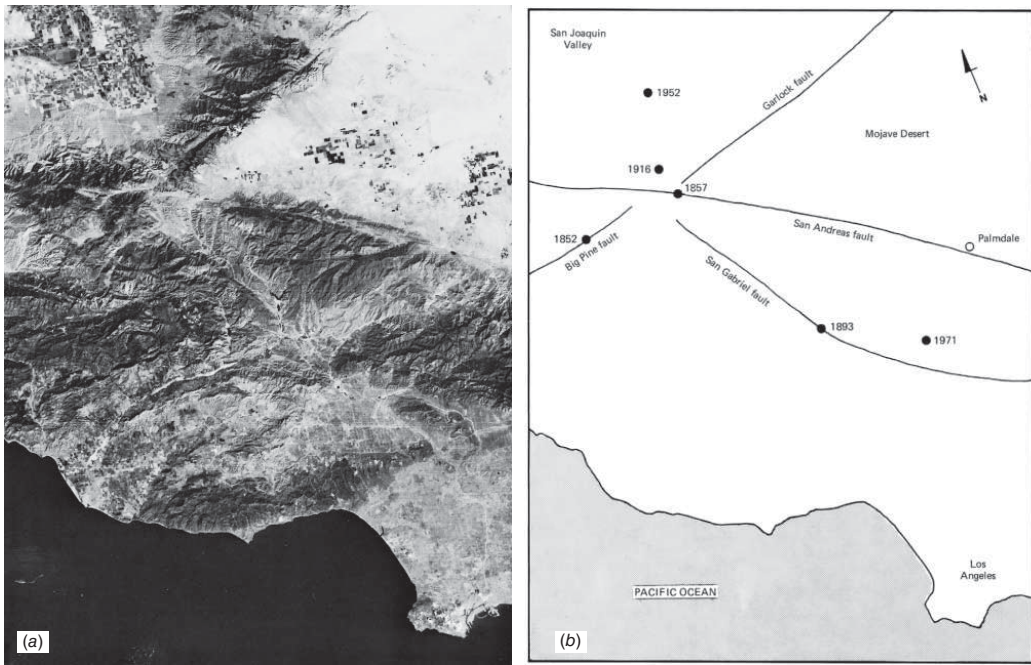 San Joaquin
Valley
1952
Garlock fault
N
Mojave Desert
1916
1857
San Andreas fault
Palmdale
1852
Big Pine fault
San Gabriel fault
1893
1971
Los
Angeles
PACIFIC OCEAN
(a)
(b)